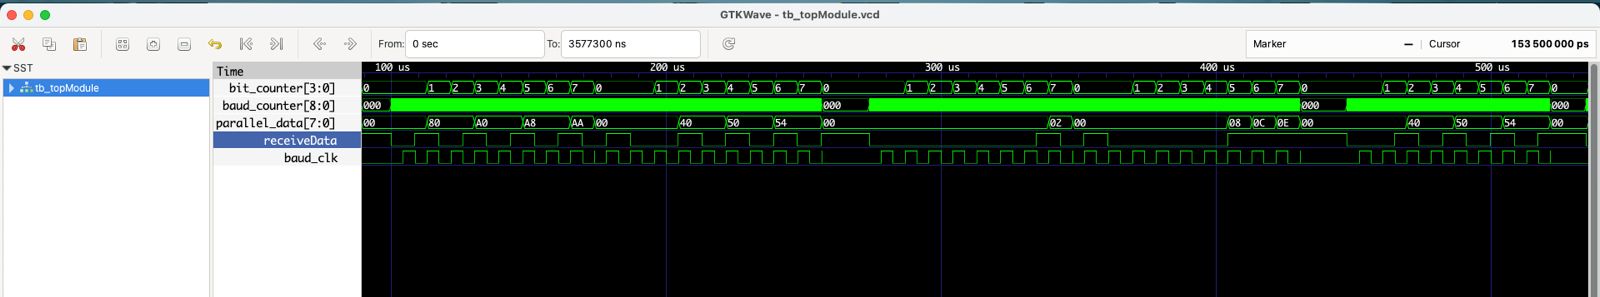 GTKWave - tb_topModule.vcd
From: 0 sec To: 3577300 ns Marker — | Cursor 153 500 000 ps
SST
tb_topModule
Time
100 us 200 us 300 us 400 us 500 us
bit_counter[3:0] 0 1 2 3 4 5 6 7 0 1 2 3 4 5 6 7 0 1 2 3 4 5 6 7 0 1 2 3 4 5 6 7 0 1 2 3 4 5 6 7 0
baud_counter[8:0] 000 000 000 000
parallel_data[7:0] 00 80 A0 A8 AA 00 40 50 54 00 02 00 08 0C 0E 00 40 50 54 00
receiveData
baud_clk